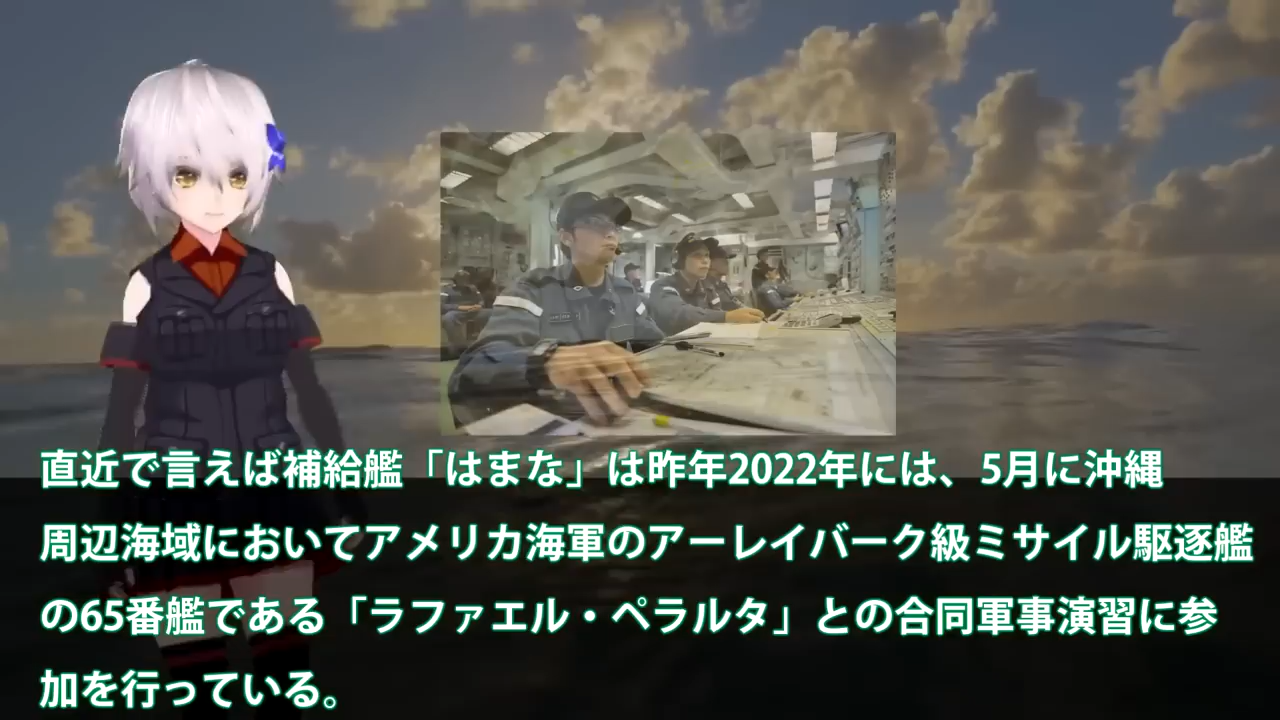 直近で言えば補給艦「はまな」は昨年2022年には、5月に沖縄
周辺海域においてアメリカ海軍のアーレイバーク級ミサイル駆逐艦
の65番艦である「ラファエル・ペラルタ」との合同軍事演習に参
加を行っている。